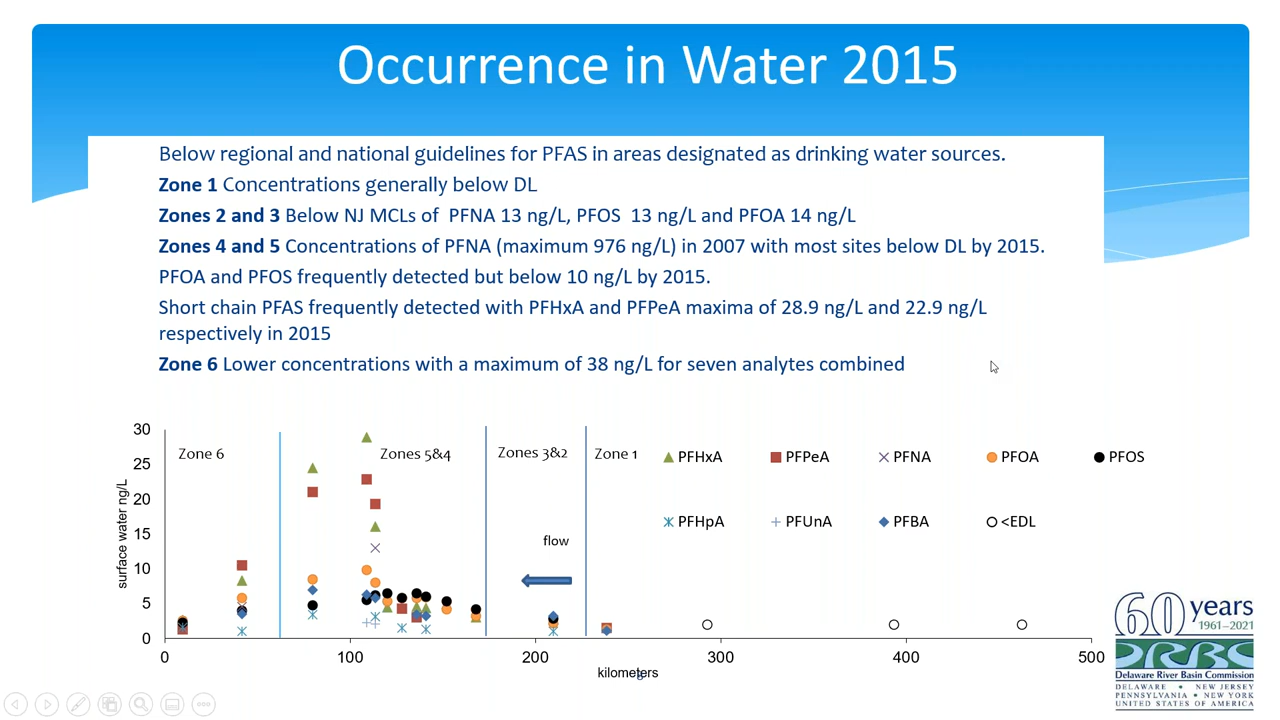 Occurrence in Water 2015
Below regional and national guidelines for PFAS in areas designated as drinking water sources.
Zone 1 Concentrations generally below DL
Zones 2 and 3 Below NJ MCLs of PFNA 13 ng/L, PFOS 13 ng/L and PFOA 14 ng/L
Zones 4 and 5 Concentrations of PFNA (maximum 976 ng/L) in 2007 with most sites below DL by 2015.
PFOA and PFOS frequently detected but below 10 ng/L by 2015.
Short chain PFAS frequently detected with PFHxA and PFPeA maxima of 28.9 ng/L and 22.9 ng/L
respectively in 2015
Zone 6 Lower concentrations with a maximum of 38 ng/L for seven analytes combined
surface water ng/L
30
25
20
15
10
5
0
Zone 6
Zones 5&4
Zones 3&2
Zone 1
flow
PFHxA
PFPeA
PFNA
PFOA
PFOS
PFHpA
PFUnA
PFBA
<EDL
0
100
200
300
400
500
kilometers
60 years
1961–2021
DRBC
Delaware River Basin Commission
DELAWARE • NEW JERSEY
PENNSYLVANIA • NEW YORK
UNITED STATES OF AMERICA